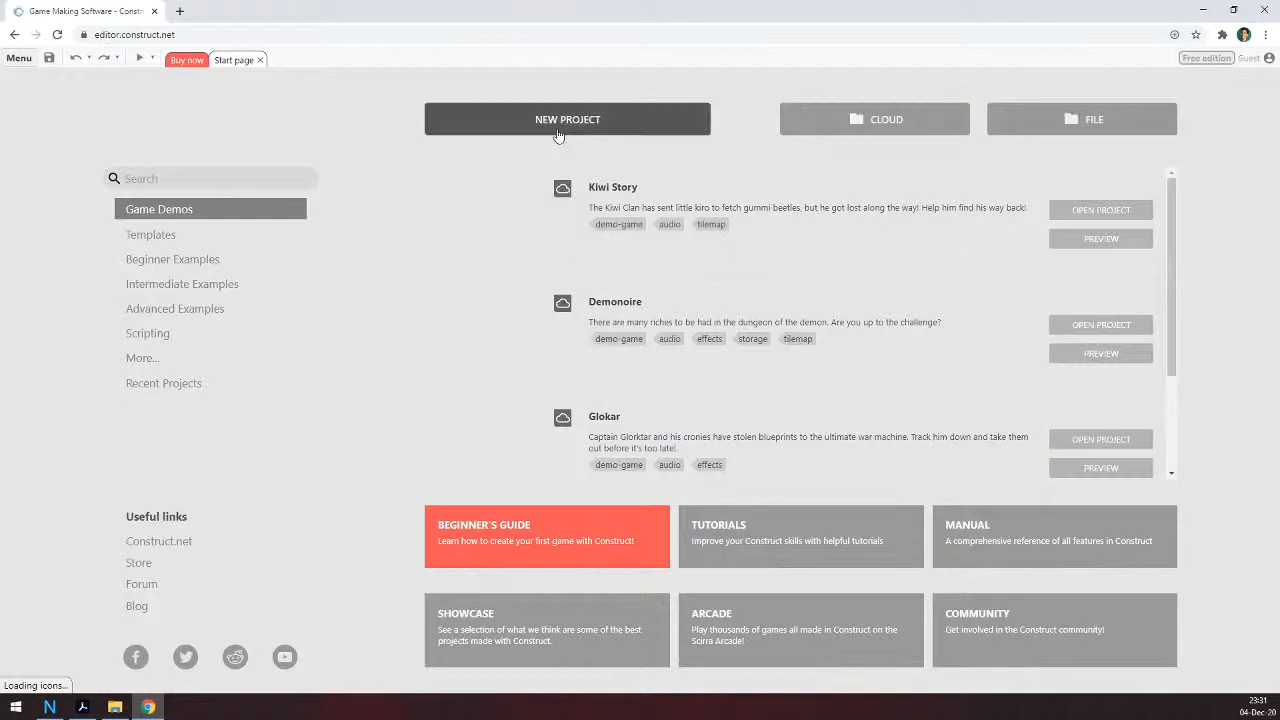 Game Making Software - Constr
editor.construct.net
Menu
Buy now
Start page
Free edition
Guest
NEW PROJECT
CLOUD
FILE
Search
Game Demos
Templates
Beginner Examples
Intermediate Examples
Advanced Examples
Scripting
More...
Recent Projects
Kiwi Story
The Kiwi Clan has sent little kiro to fetch gummi beetles, but he got lost along the way! Help him find his way back!
demo-game audio tilemap
OPEN PROJECT
PREVIEW
Demonoire
There are many riches to be had in the dungeon of the demon. Are you up to the challenge?
demo-game audio effects storage tilemap
OPEN PROJECT
PREVIEW
Glokar
Captain Glorktar and his cronies have stolen blueprints to the ultimate war machine. Track him down and take them
out before it's too late!
demo-game audio effects
OPEN PROJECT
PREVIEW
Useful links
Construct.net
Store
Forum
Blog
BEGINNER'S GUIDE
Learn how to create your first game with Construct!
TUTORIALS
Improve your Construct skills with helpful tutorials
MANUAL
A comprehensive reference of all features in Construct
SHOWCASE
See a selection of what we think are some of the best
projects made with Construct.
ARCADE
Play thousands of games all made in Construct on the
Scirra Arcade!
COMMUNITY
Get involved in the Construct community!
Loading icons...
23:31
04-Dec-20